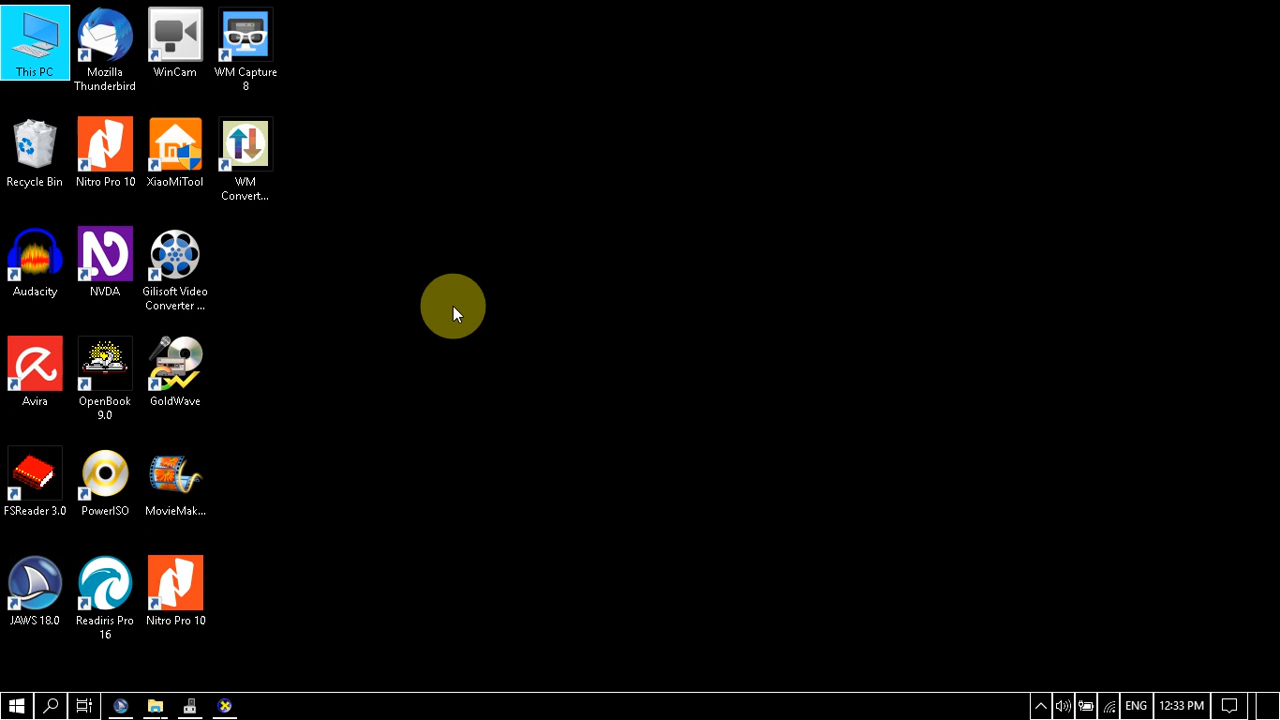 This PC
Mozilla
Thunderbird
WinCam
WM Capture
8
Recycle Bin
Nitro Pro 10
XiaoMiTool
WM
Convert...
Audacity
NVDA
Gilisoft Video
Converter ...
Avira
OpenBook
9.0
GoldWave
FSReader 3.0
PowerISO
MovieMak...
JAWS 18.0
Readiris Pro
16
Nitro Pro 10
ENG
12:33 PM